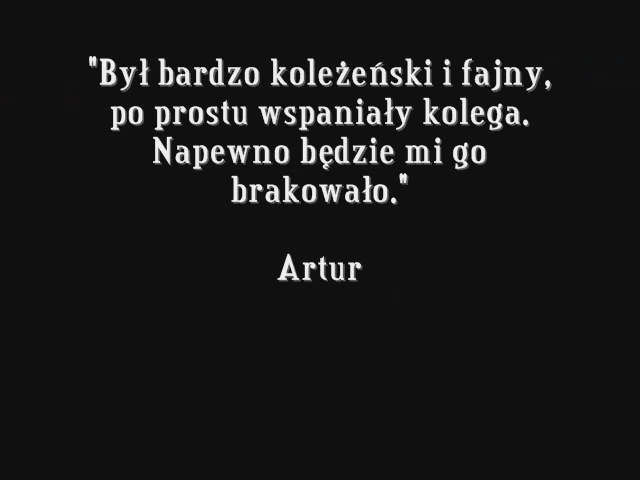 "Był bardzo koleżeński i fajny,
po prostu wspaniały kolega.
Napewno będzie mi go
brakowało."
Artur